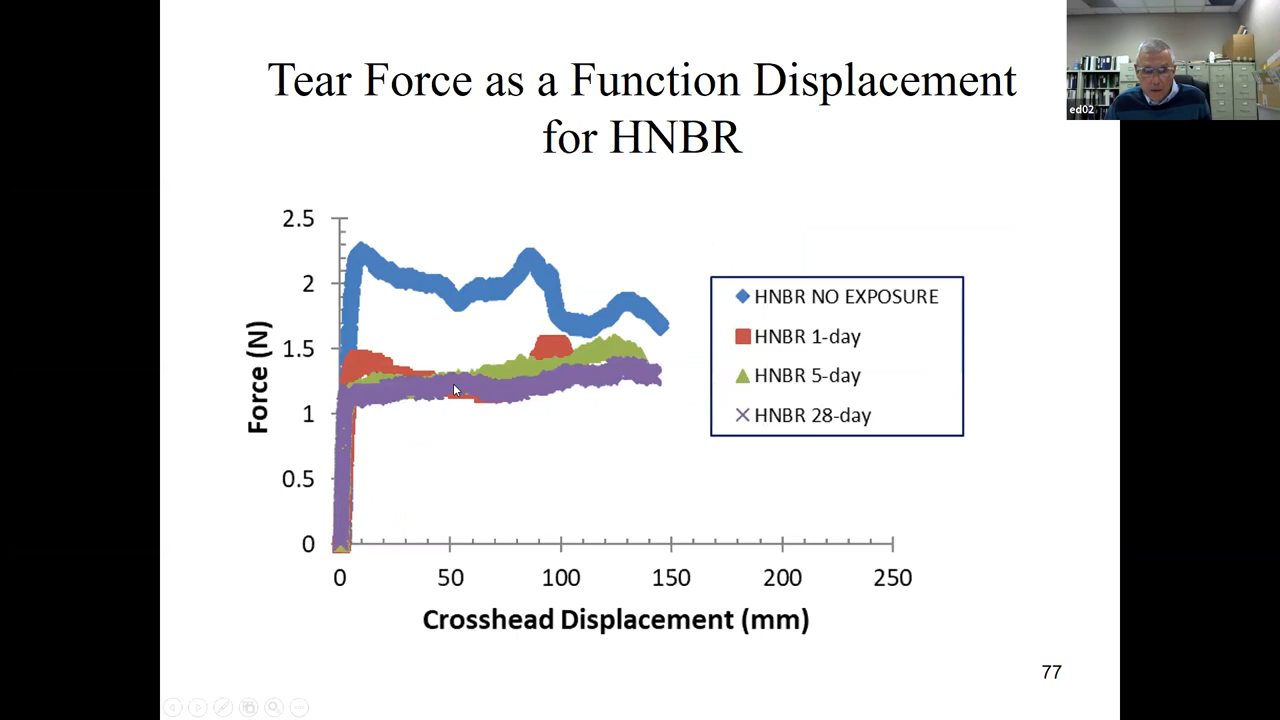 Tear Force as a Function Displacement
for HNBR
ed02
2.5
2
1.5
1
0.5
0
Force (N)
0 50 100 150 200 250
Crosshead Displacement (mm)
HNBR NO EXPOSURE
HNBR 1-day
HNBR 5-day
HNBR 28-day
77